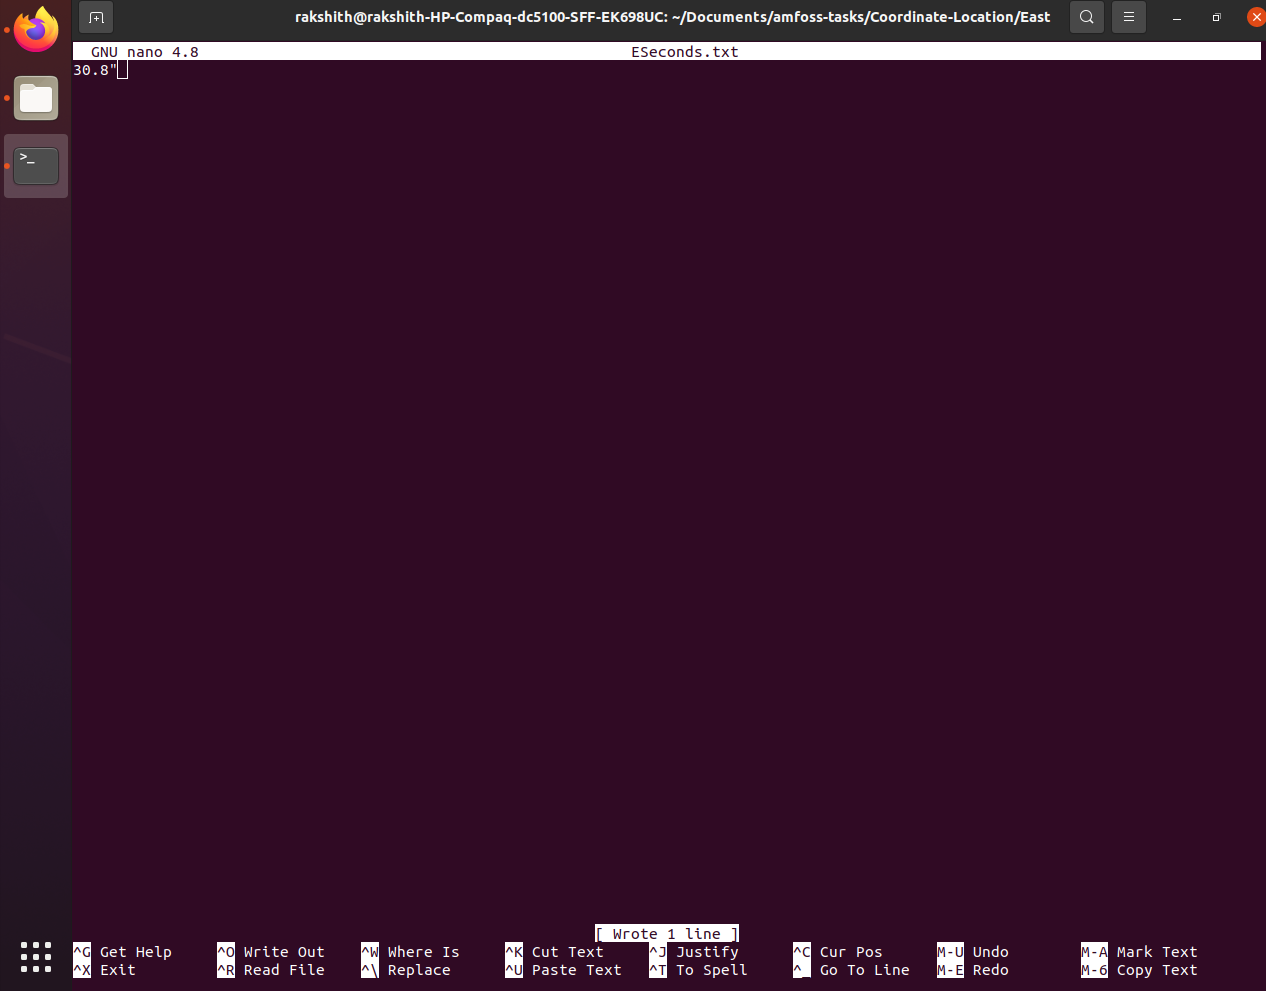 rakshith@rakshith-HP-Compaq-dc5100-SFF-EK698UC: ~/Documents/amfoss-tasks/Coordinate-Location/East
GNU nano 4.8 ESeconds.txt
30.8"
>_
[ Wrote 1 line ]
^G Get Help ^O Write Out ^W Where Is ^K Cut Text ^J Justify ^C Cur Pos M-U Undo M-A Mark Text
^X Exit ^R Read File ^\ Replace ^U Paste Text ^T To Spell ^_ Go To Line M-E Redo M-6 Copy Text